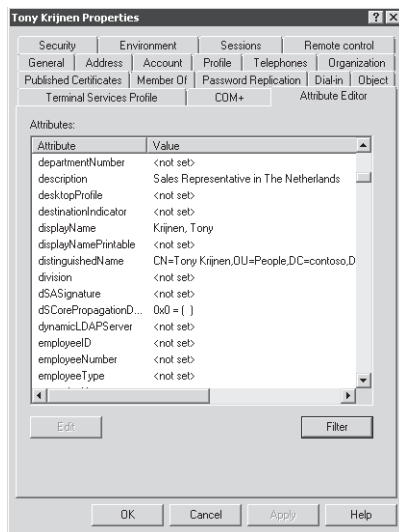 Tony Krijnen Properties
Security Environment Sessions Remote control
General Address Account Profile Telephones Organization
Published Certificates Member Of Password Replication Dial-in Object
Terminal Services Profile COM+ Attribute Editor
Attributes:
Attribute Value
departmentNumber <not set>
description Sales Representative in The Netherlands
desktopProfile <not set>
destinationIndicator <not set>
displayName Krijnen, Tony
displayNamePrintable <not set>
distinguishedName CN=Tony Krijnen,OU=People,DC=contoso,D
division <not set>
dSASignature <not set>
dSCorePropagationD... 0x0 = ( )
dynamicLDAPServer <not set>
employeeID <not set>
employeeNumber <not set>
employeeType <not set>
Edit Filter
OK Cancel Apply Help